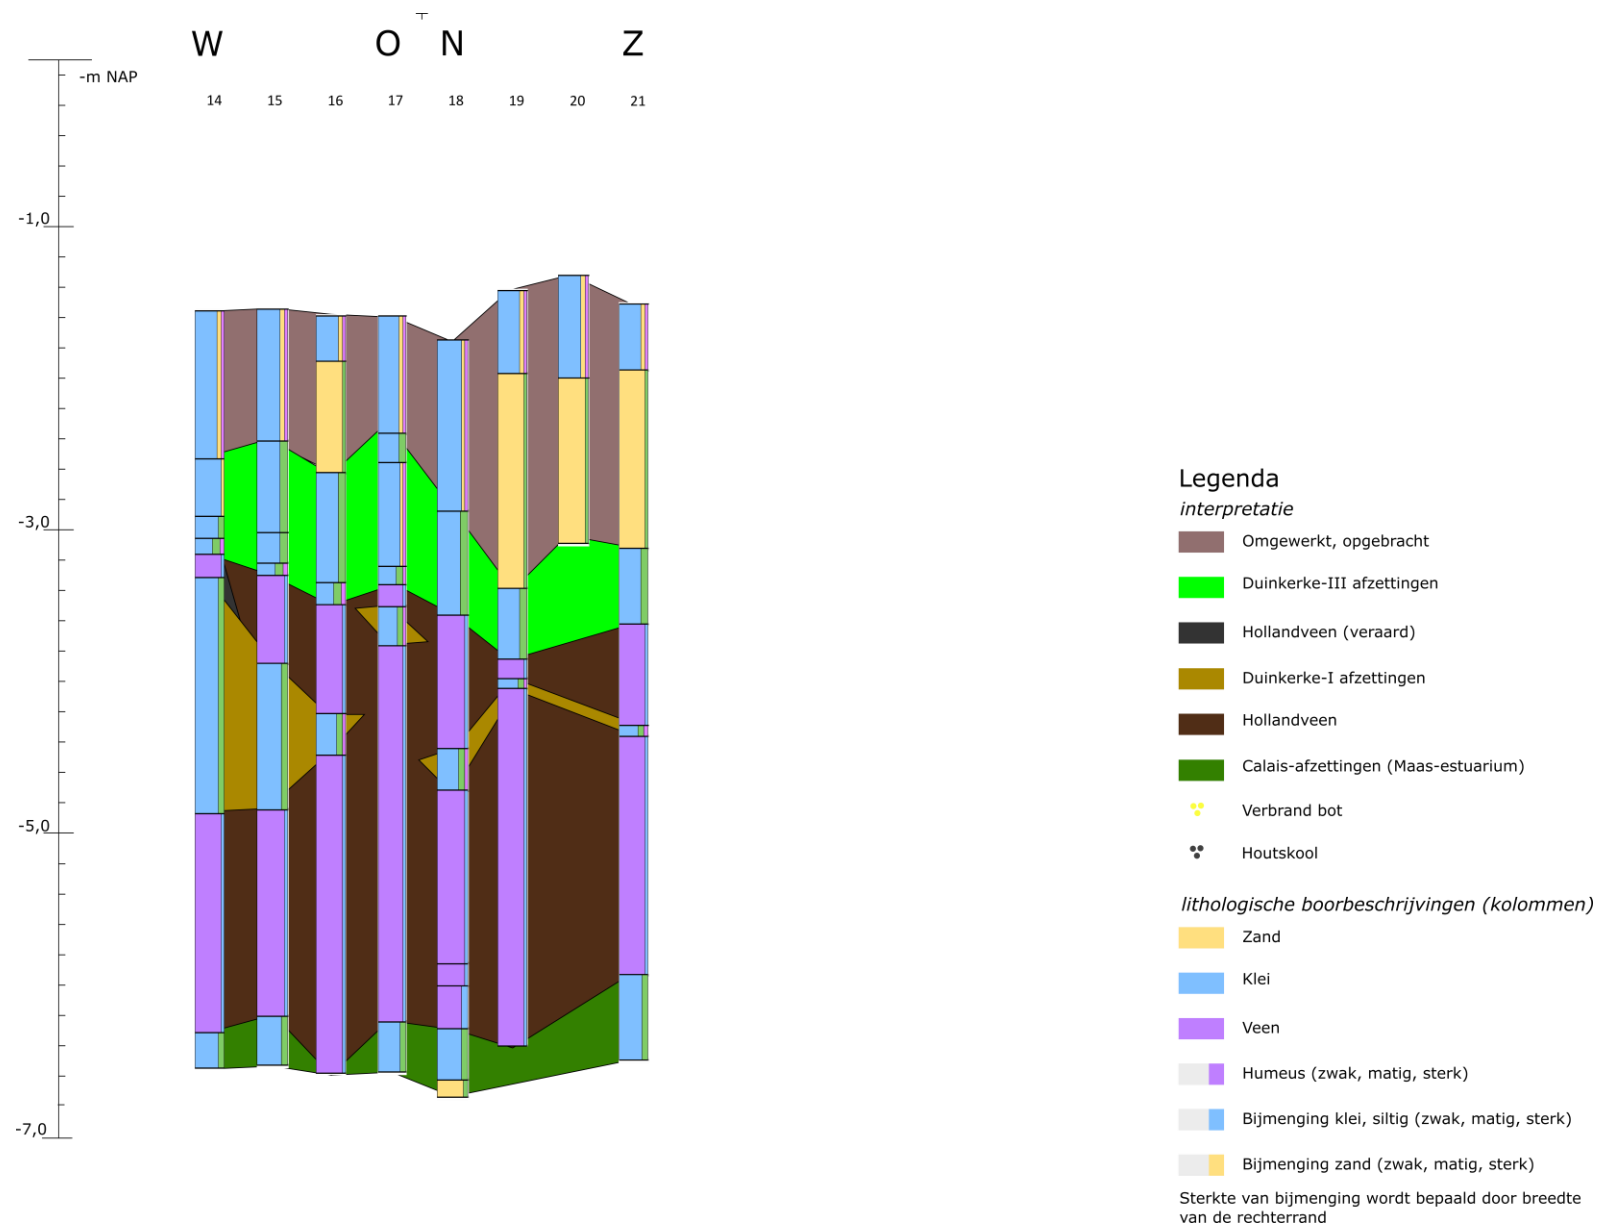 W O N Z
-m NAP
14 15 16 17 18 19 20 21
-1,0
-3,0
-5,0
-7,0
Legenda
interpretatie
Omgewerkt, opgebracht
Duinkerke-III afzettingen
Hollandveen (veraard)
Duinkerke-I afzettingen
Hollandveen
Calais-afzettingen (Maas-estuarium)
Verbrand bot
Houtskool
lithologische boorbeschrijvingen (kolommen)
Zand
Klei
Veen
Humeus (zwak, matig, sterk)
Bijmenging klei, siltig (zwak, matig, sterk)
Bijmenging zand (zwak, matig, sterk)
Sterkte van bijmenging wordt bepaald door breedte
van de rechterrand